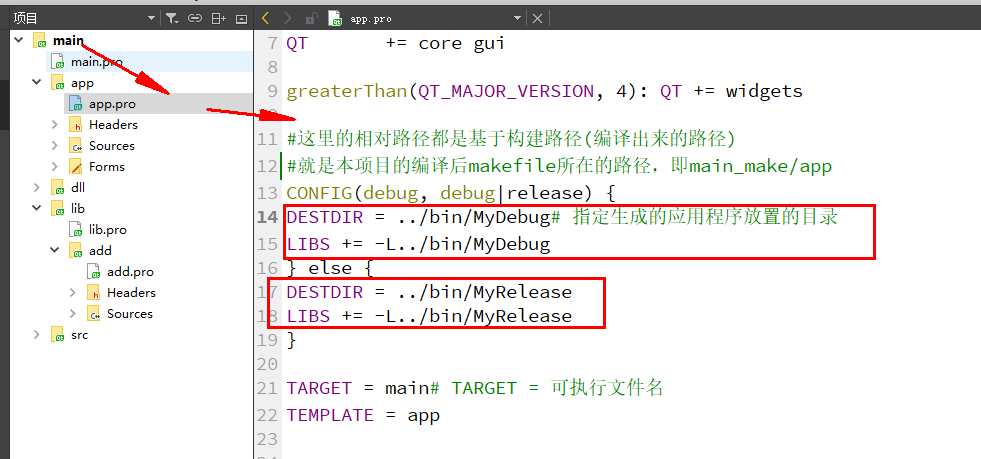 项目
app.pro
main
main.pro
app
app.pro
Headers
Sources
Forms
dll
lib
lib.pro
add
add.pro
Headers
Sources
src
7 QT       += core gui
8
9 greaterThan(QT_MAJOR_VERSION, 4): QT += widgets
11 #这里的相对路径都是基于构建路径(编译出来的路径)
12 #就是本项目的编译后makefile所在的路径. 即main_make/app
13 CONFIG(debug, debug|release) {
14 DESTDIR = ../bin/MyDebug# 指定生成的应用程序放置的目录
15 LIBS += -L../bin/MyDebug
16 } else {
17 DESTDIR = ../bin/MyRelease
18 LIBS += -L../bin/MyRelease
19 }
20
21 TARGET = main# TARGET = 可执行文件名
22 TEMPLATE = app
23